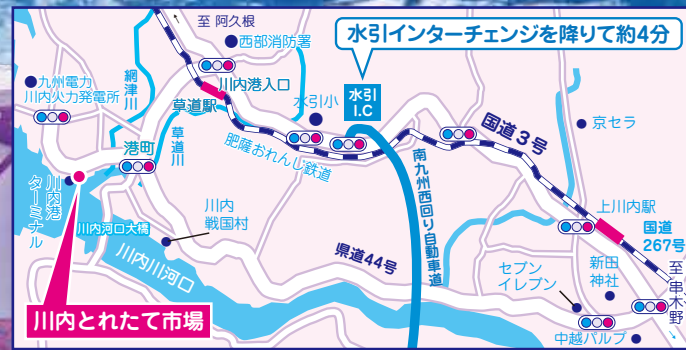 至 阿久根
西部消防署
水引インターチェンジを降りて約4分
九州電力
川内火力発電所
網津川
川内港入口
草道駅
水引小
水引
I.C
国道3号
京セラ
港町
草道川
肥薩おれんじ鉄道
南九州西回り自動車道
川内港
ターミナル
川内
戦国村
上川内駅
国道
267号
川内河口大橋
川内川河口
県道44号
セブン
イレブン
新田
神社
至 串木野
川内とれたて市場
中越パルプ